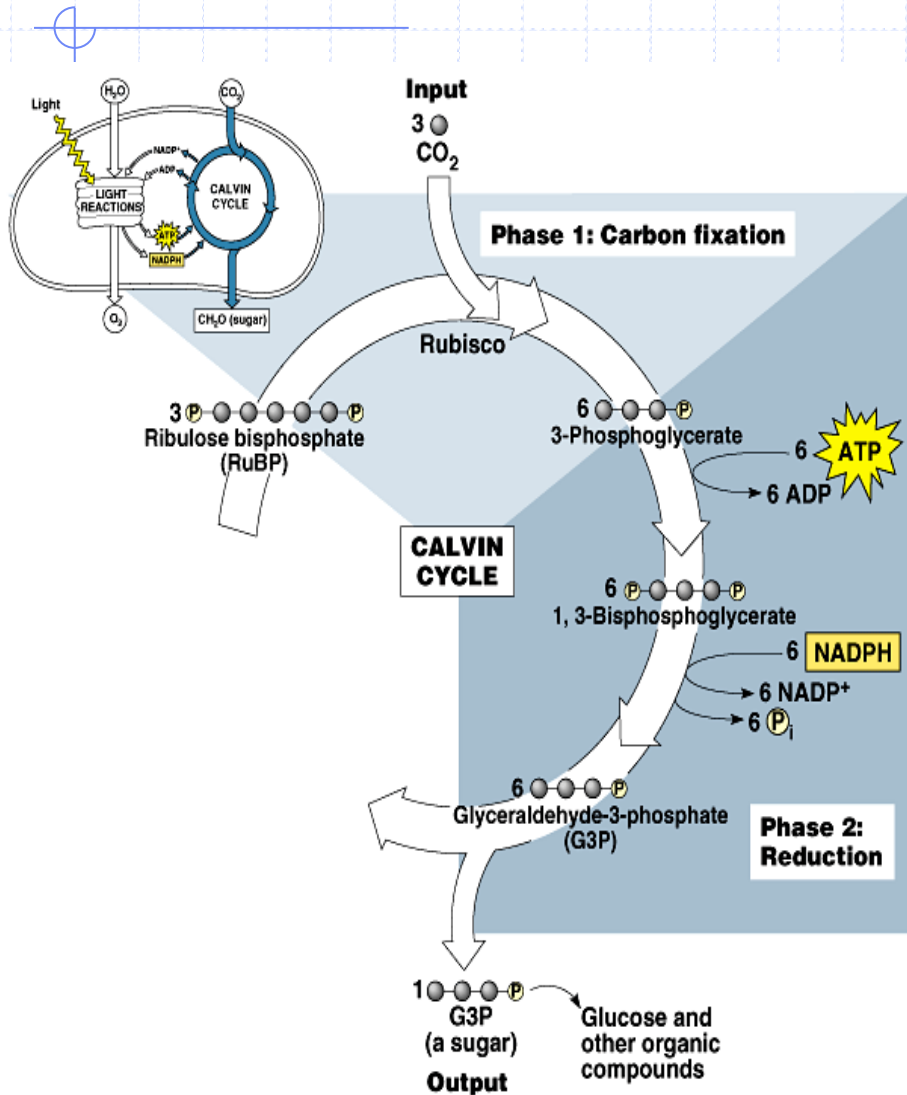 Light
H₂O
CO₂
NADP⁺
ADP
LIGHT
REACTIONS
CALVIN
CYCLE
ATP
NADPH
O₂
CH₂O (sugar)
Input
3
CO₂
Phase 1: Carbon fixation
Rubisco
3 P P
Ribulose bisphosphate
(RuBP)
6 P
3-Phosphoglycerate
6 ATP
6 ADP
CALVIN
CYCLE
6 P P
1, 3-Bisphosphoglycerate
6 NADPH
6 NADP⁺
6 Pᵢ
6 P
Glyceraldehyde-3-phosphate
(G3P)
Phase 2:
Reduction
1 P
G3P
(a sugar)
Output
Glucose and
other organic
compounds